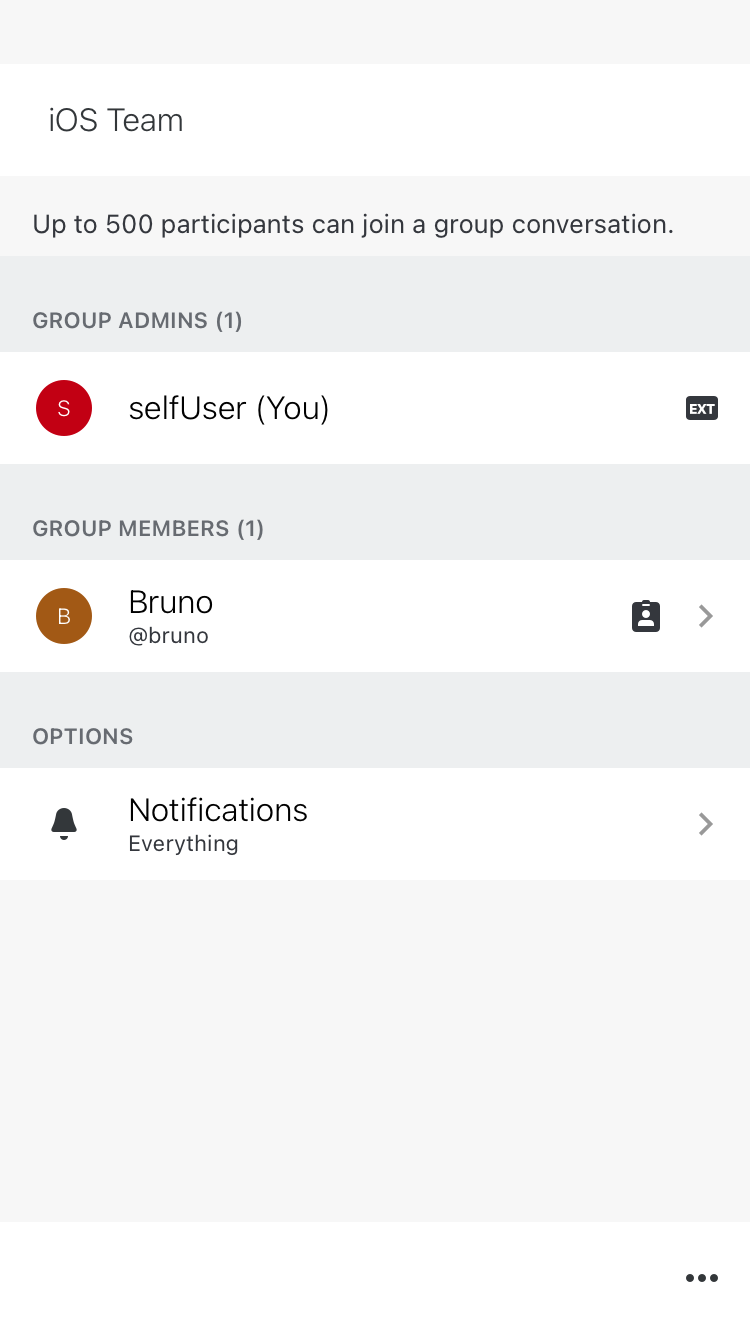 iOS Team
Up to 500 participants can join a group conversation.
GROUP ADMINS (1)
S
selfUser (You)
EXT
GROUP MEMBERS (1)
B
Bruno
@bruno
OPTIONS
Notifications
Everything